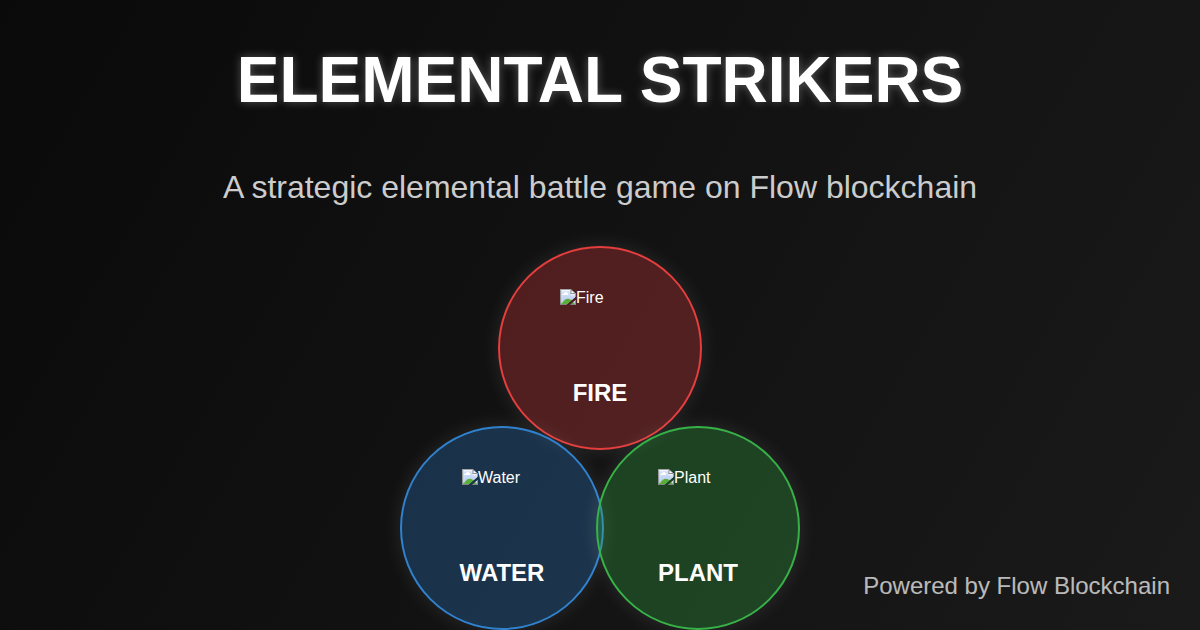 ELEMENTAL STRIKERS
A strategic elemental battle game on Flow blockchain
Fire
FIRE
Water
Plant
WATER
PLANT
Powered by Flow Blockchain